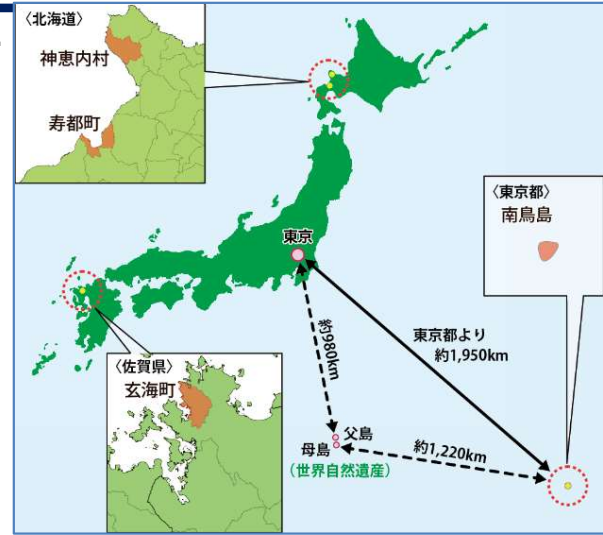 〈北海道〉
神恵内村
寿都町
〈東京都〉
南鳥島
東京
東京都より
約1,950km
約980km
〈佐賀県〉
玄海町
父島
母島
（世界自然遺産）
約1,220km